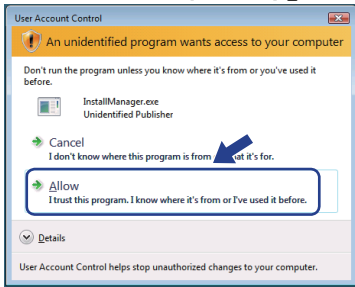 User Account Control
An unidentified program wants access to your computer
Don't run the program unless you know where it's from or you've used it
before.
InstallManager.exe
Unidentified Publisher
Cancel
I don't know where this program is from at it's for.
Allow
I trust this program. I know where it's from or I've used it before.
Details
User Account Control helps stop unauthorized changes to your computer.